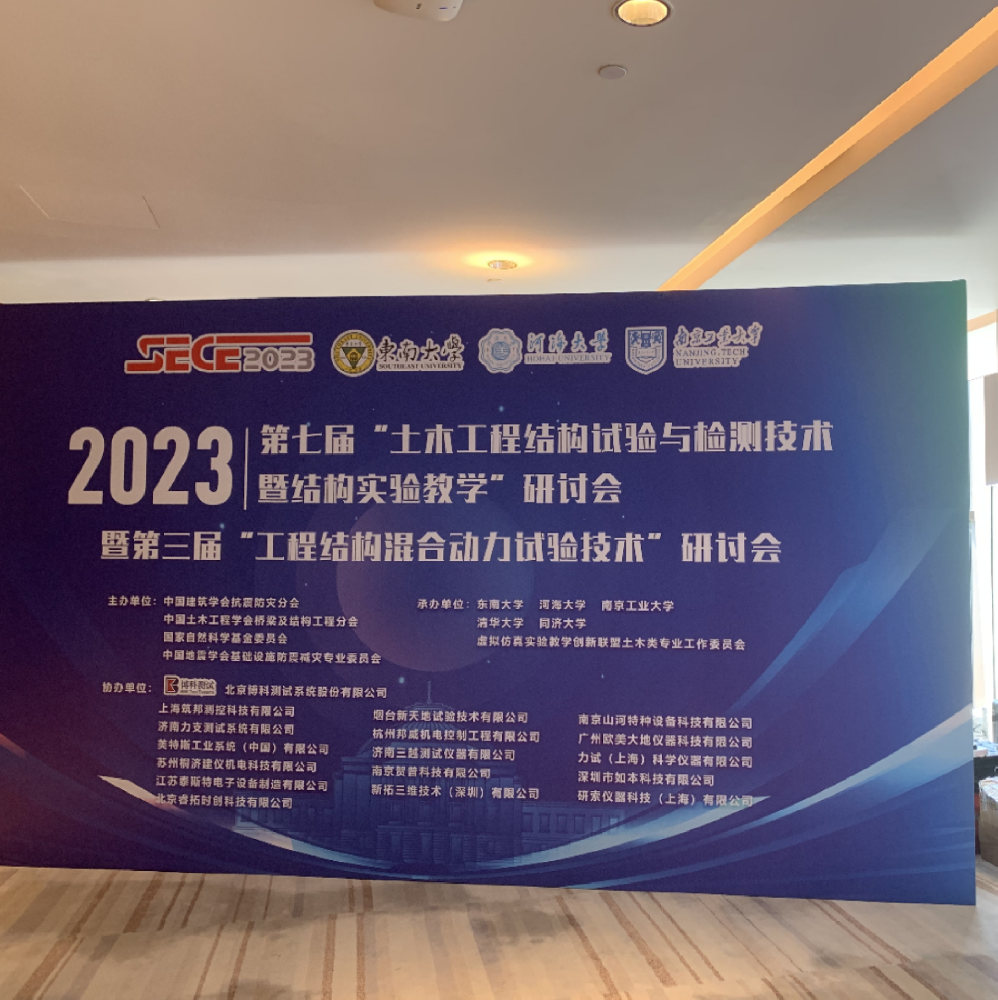 SECE 2023 東南大學 河海大學 南京工业大学
SOUTHEAST UNIVERSITY HOHAI UNIVERSITY NANJING TECH UNIVERSITY
2023 第七届“土木工程结构试验与检测技术
暨结构实验教学”研讨会
暨第三届“工程结构混合动力试验技术”研讨会
主办单位：中国建筑学会抗震防灾分会
中国土木工程学会桥梁及结构工程分会
国家自然科学基金委员会
中国地震学会基础设施防震减灾专业委员会
承办单位：东南大学 河海大学 南京工业大学
清华大学 同济大学
虚拟仿真实验教学创新联盟土木类专业工作委员会
协办单位：博科测试 北京博科测试系统股份有限公司
上海筑邦测控科技有限公司
济南力支测试系统有限公司
美特斯工业系统（中国）有限公司
苏州桐济建仪机电科技有限公司
江苏泰斯特电子设备制造有限公司
北京睿拓时创科技有限公司
烟台新天地试验技术有限公司
杭州邦威机电控制工程有限公司
济南三越测试仪器有限公司
南京贺普科技有限公司
新拓三维技术（深圳）有限公司
南京山河特种设备科技有限公司
广州欧美大地仪器科技有限公司
力试（上海）科学仪器有限公司
深圳市如本科技有限公司
研索仪器科技（上海）有限公司